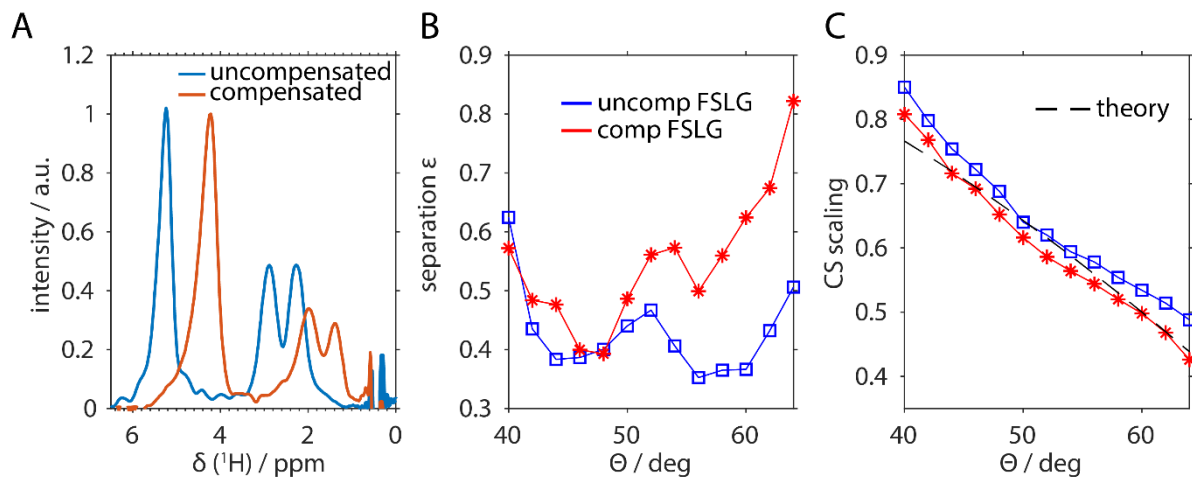 A
1.2
1
0.8
0.6
0.4
0.2
0
intensity / a.u.
uncompensated
compensated
6
4
2
0
δ (¹H) / ppm
B
0.9
0.8
0.7
0.6
0.5
0.4
0.3
separation ε
uncomp FSLG
comp FSLG
40
50
60
Θ / deg
C
0.9
0.8
0.7
0.6
0.5
0.4
CS scaling
theory
40
50
60
Θ / deg